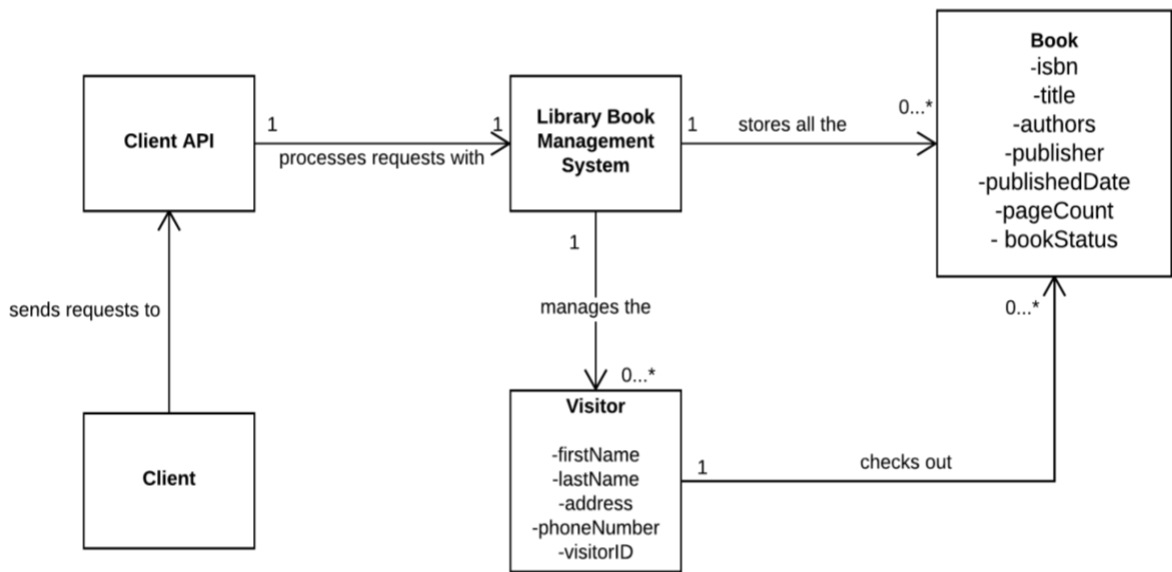 Client API
1
1
processes requests with
Library Book
Management
System
1
stores all the
0...*
Book
-isbn
-title
-authors
-publisher
-publishedDate
-pageCount
- bookStatus
sends requests to
1
manages the
0...*
0...*
Client
Visitor
-firstName
-lastName
-address
-phoneNumber
-visitorID
1
checks out